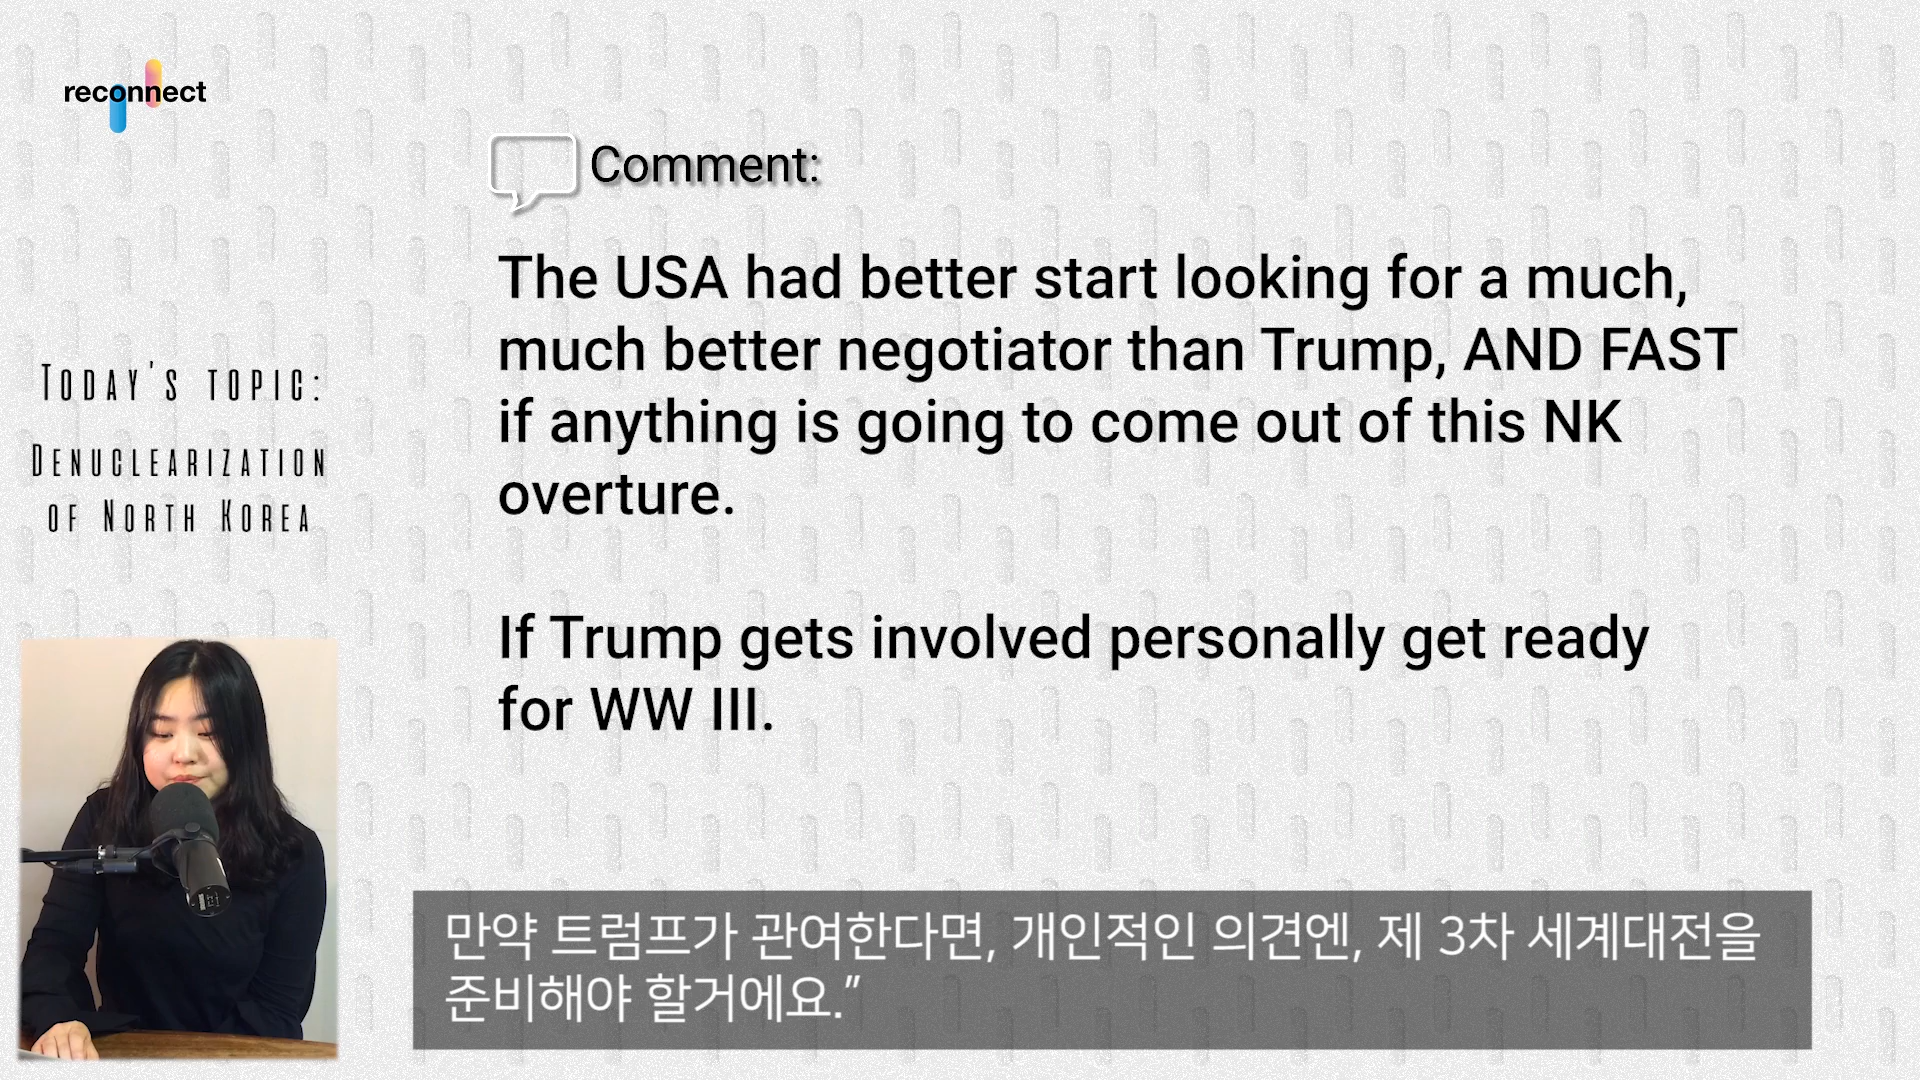 reconnect
Comment:
The USA had better start looking for a much,
much better negotiator than Trump, AND FAST
if anything is going to come out of this NK
overture.
If Trump gets involved personally get ready
for WW III.
TODAY'S TOPIC:
DENUCLEARIZATION
OF NORTH KOREA
만약 트럼프가 관여한다면, 개인적인 의견엔, 제 3차 세계대전을
준비해야 할거에요.”